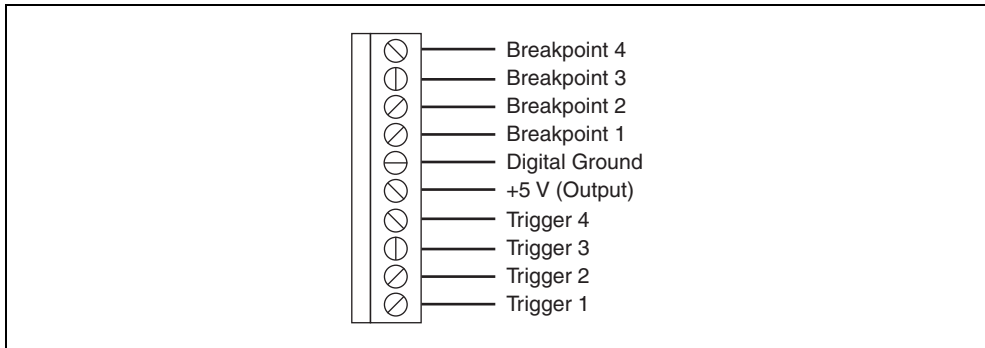 Breakpoint 4
Breakpoint 3
Breakpoint 2
Breakpoint 1
Digital Ground
+5 V (Output)
Trigger 4
Trigger 3
Trigger 2
Trigger 1